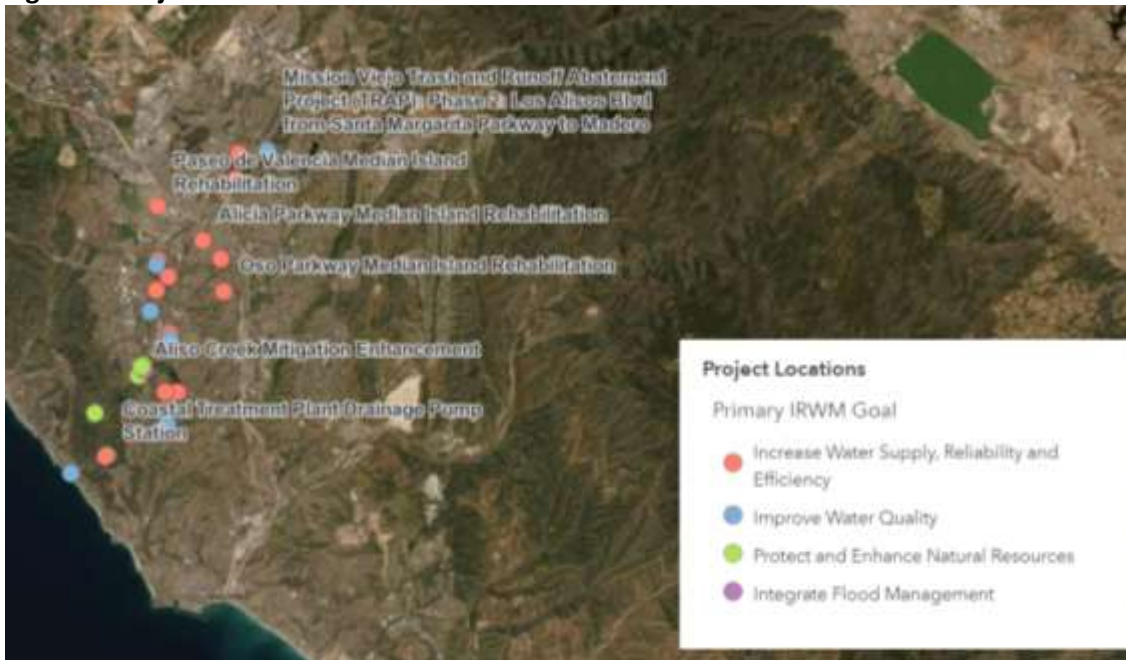 Mission Viejo Trash and Runoff Abatement
Project (TRAP): Phase 2: Los Alisos Blvd
from Santa Margarita Parkway to Madero
Paseo de Valencia Median Island
Rehabilitation
Alicia Parkway Median Island Rehabilitation
Oso Parkway Median Island Rehabilitation
Aliso Creek Mitigation Enhancement
Coastal Treatment Plant Drainage Pump
Station
Project Locations
Primary IRWM Goal
Increase Water Supply, Reliability and
Efficiency
Improve Water Quality
Protect and Enhance Natural Resources
Integrate Flood Management